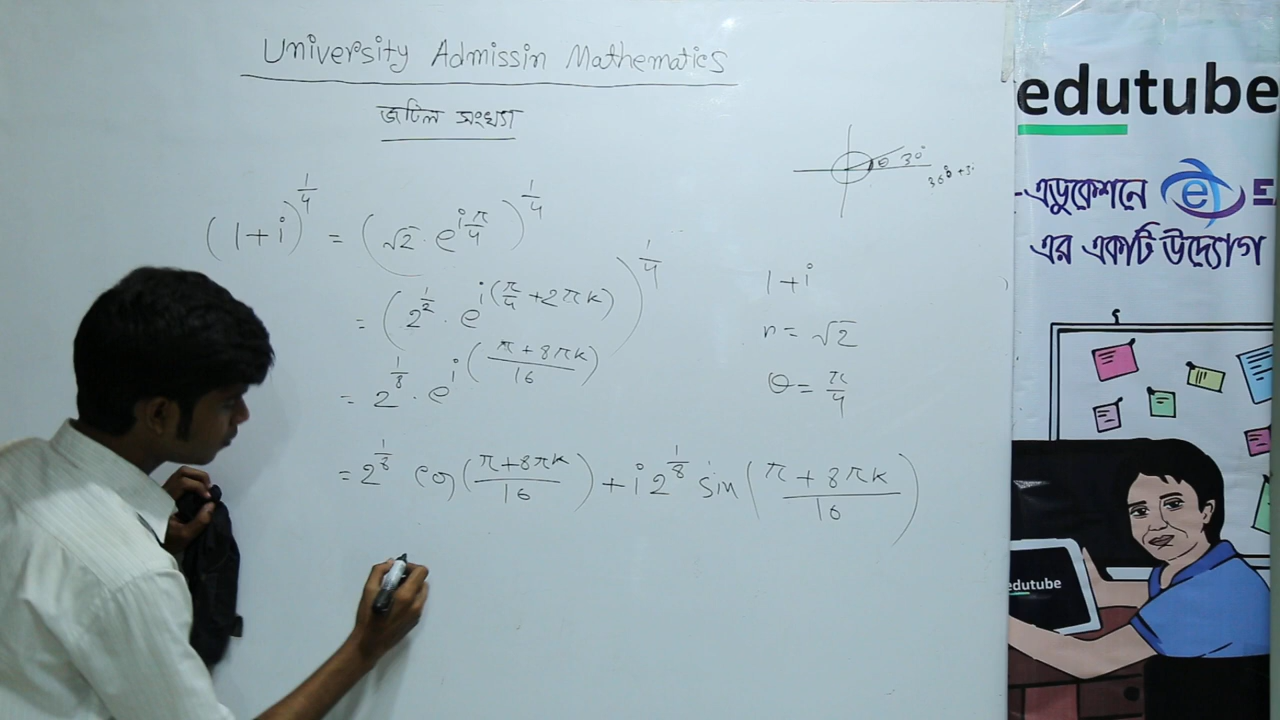 University Admissin Mathematics
জটিল সংখ্যা
θ 30°
(1+i)^{1/4} = (√2 · e^{iπ/4})^{1/4}
= (2^{1/2} · e^{i(π/4 + 2πk)})^{1/4}
= 2^{1/8} · e^{i((π + 8πk)/16)}
= 2^{1/8} cos((π+8πk)/16) + i 2^{1/8} sin((π + 8πk)/16)
1+i
r = √2
θ = π/4
edutube
-এডুকেশনে e E
এর একটি উদ্যোগ
edutube